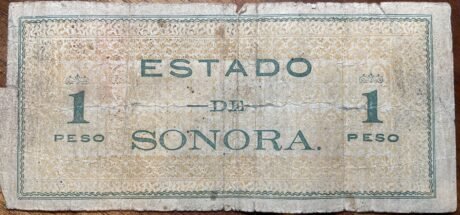 ESTADO
1 PESO
DE
1 PESO
SONORA.